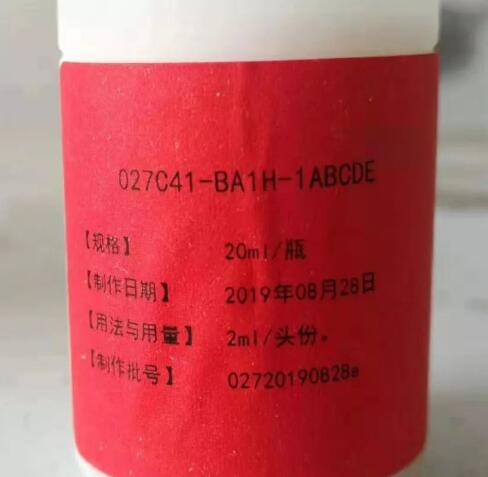 027C41-BA1H-1ABCDE
【规格】 20ml/瓶
【制作日期】 2019年08月28日
【用法与用量】 2ml/头份。
【制作批号】 02720190828a